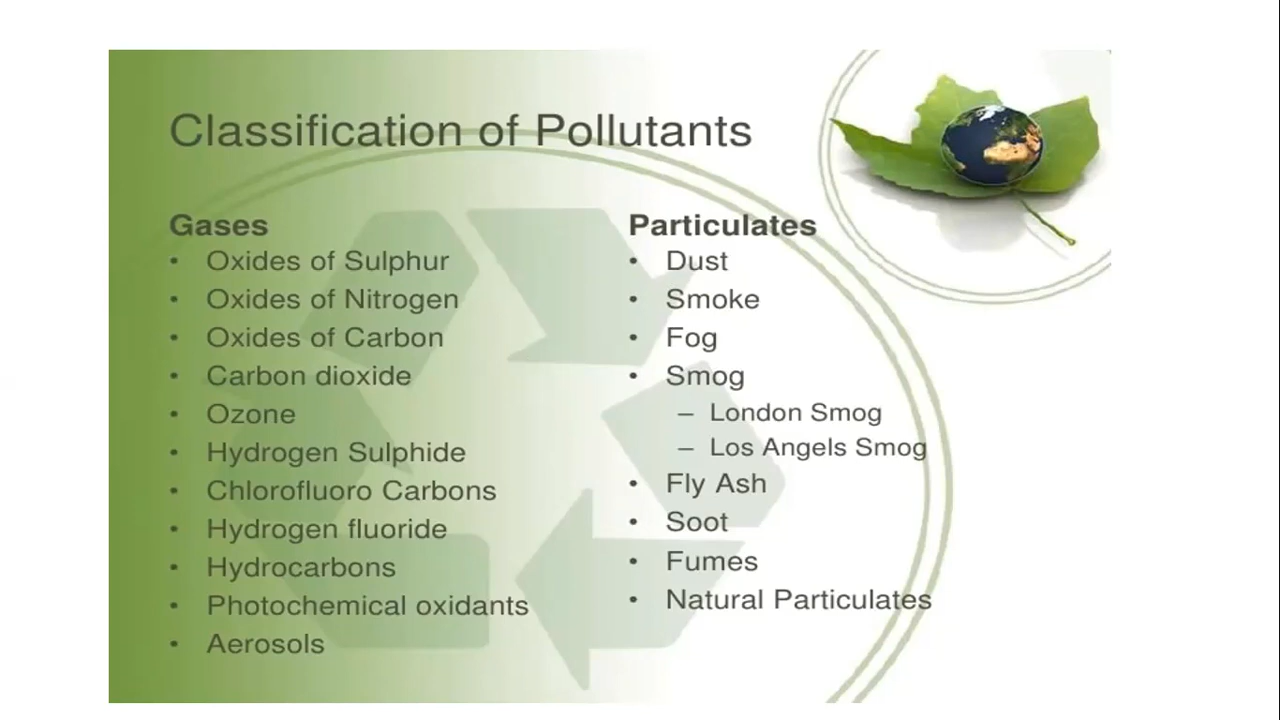 Classification of Pollutants
Gases
• Oxides of Sulphur
• Oxides of Nitrogen
• Oxides of Carbon
• Carbon dioxide
• Ozone
• Hydrogen Sulphide
• Chlorofluoro Carbons
• Hydrogen fluoride
• Hydrocarbons
• Photochemical oxidants
• Aerosols
Particulates
• Dust
• Smoke
• Fog
• Smog
– London Smog
– Los Angels Smog
• Fly Ash
• Soot
• Fumes
• Natural Particulates